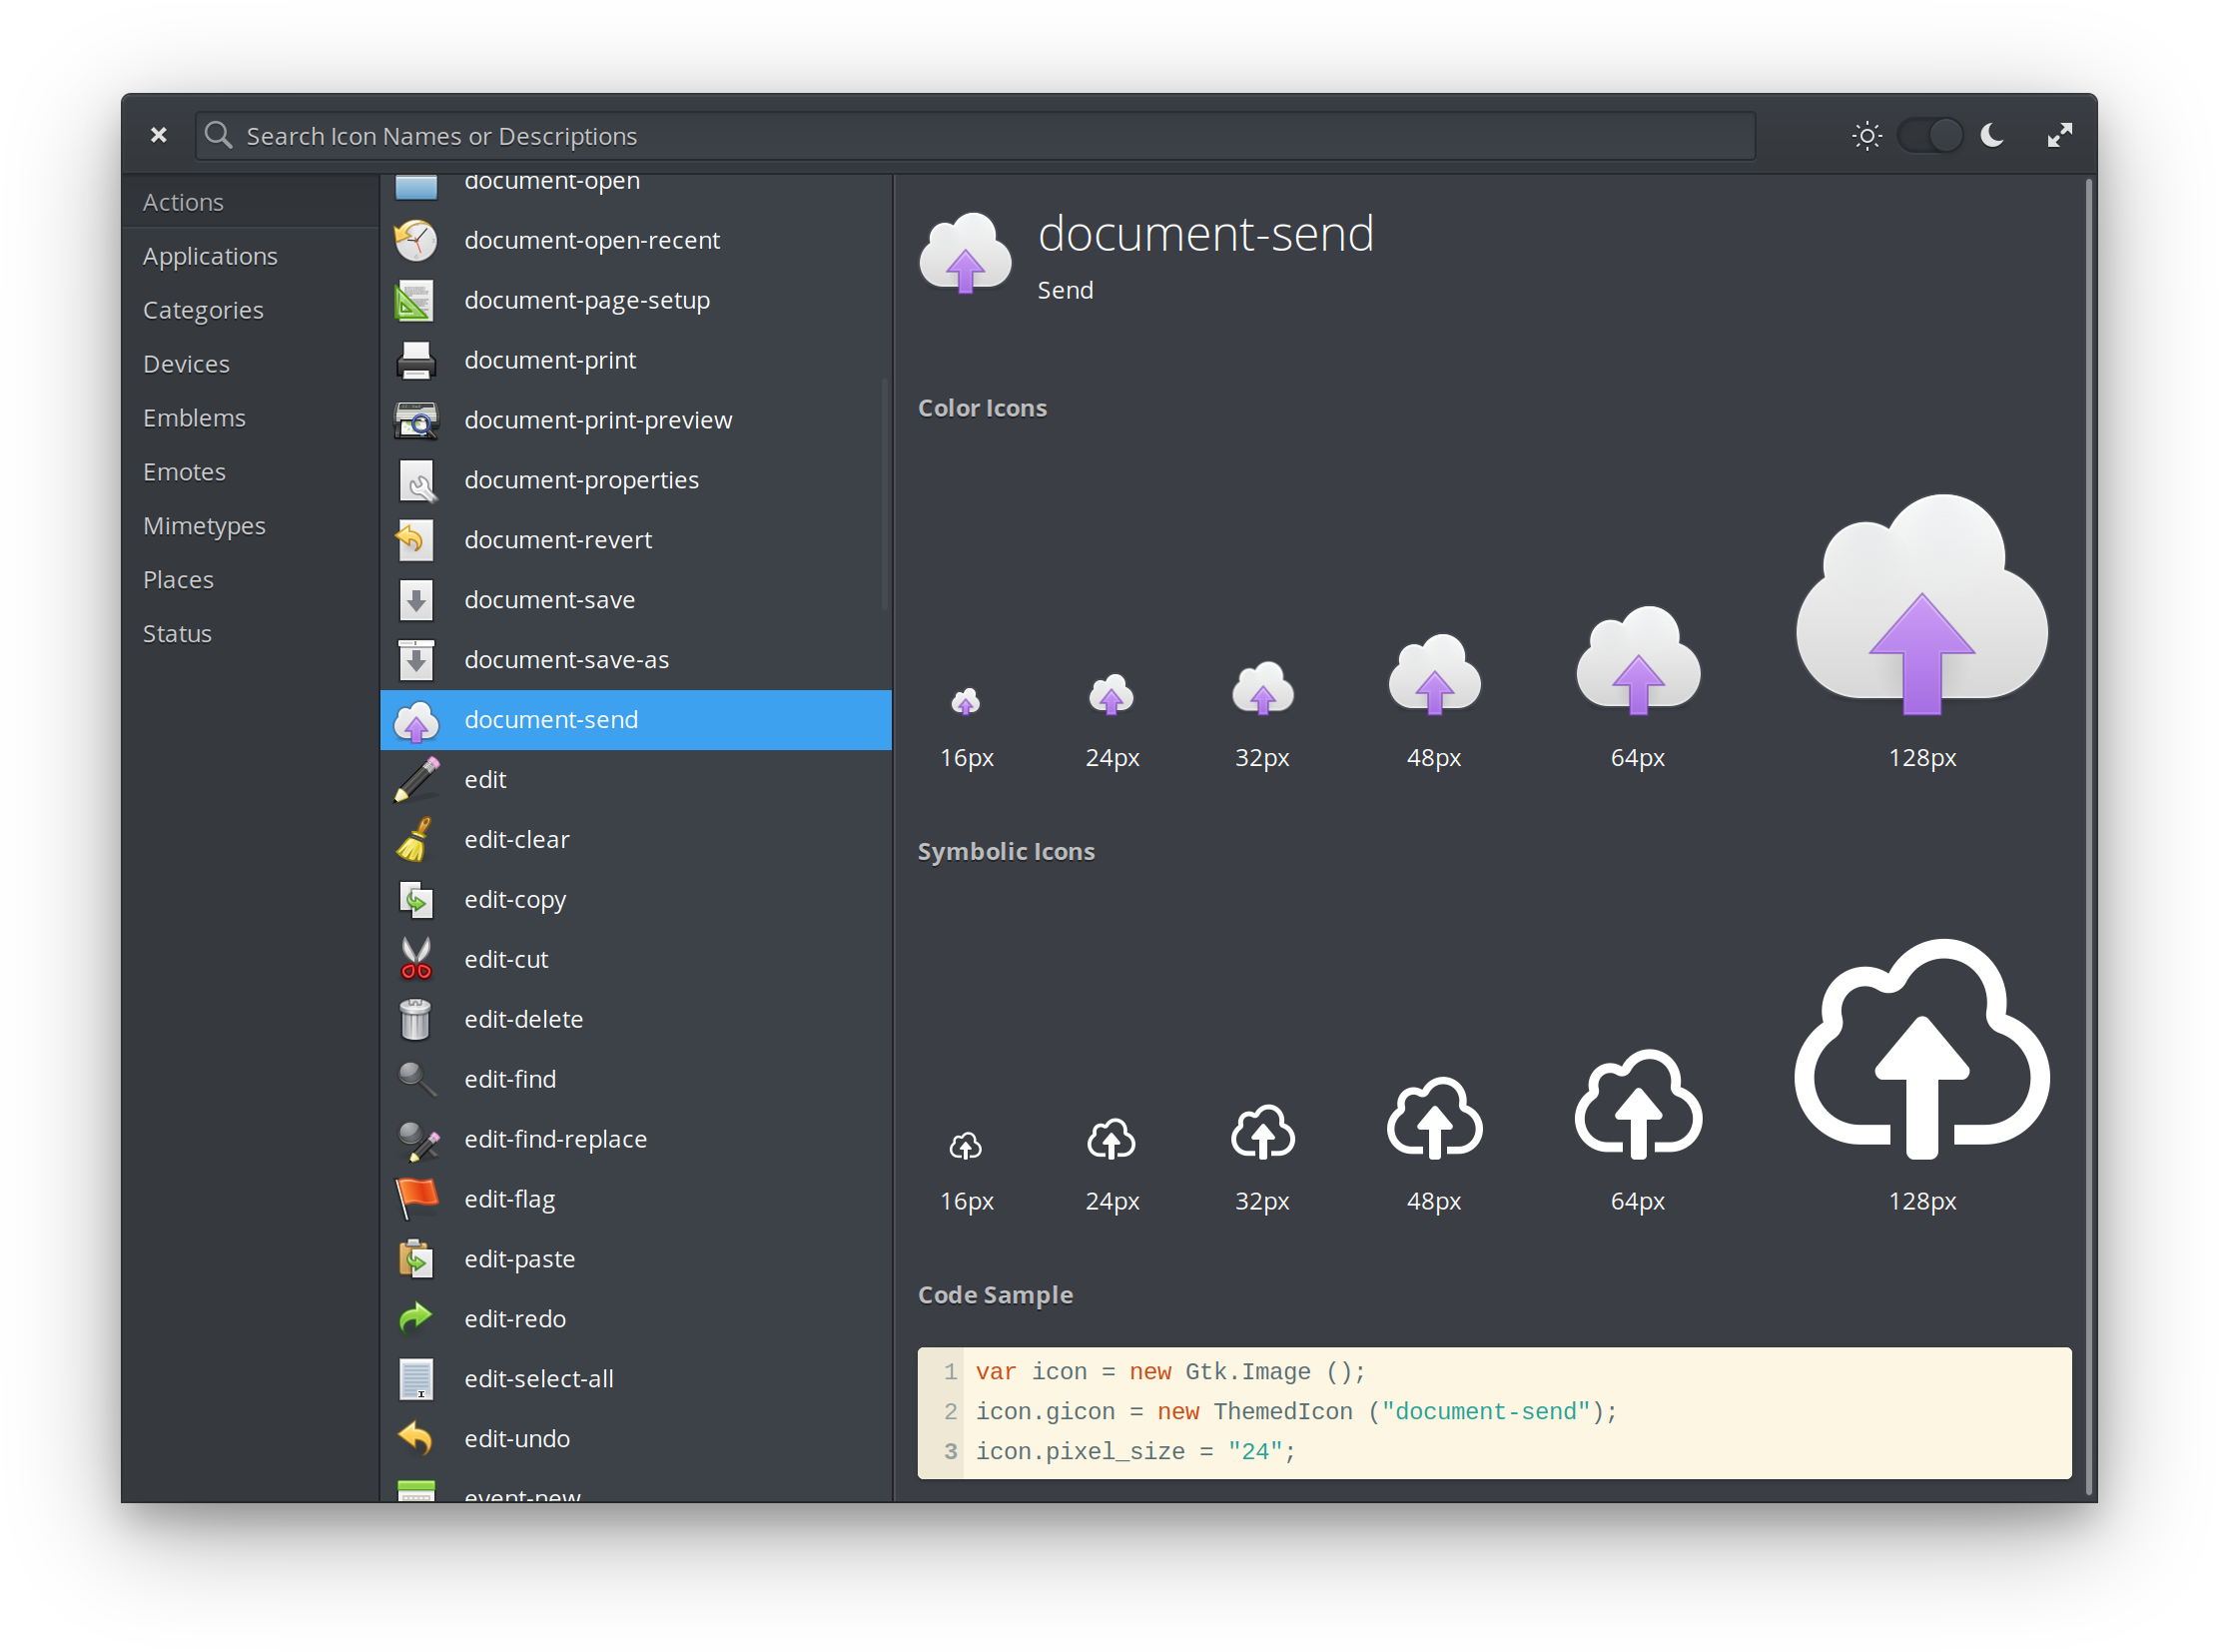 Search Icon Names or Descriptions
Actions
Applications
Categories
Devices
Emblems
Emotes
Mimetypes
Places
Status
document-open
document-open-recent
document-page-setup
document-print
document-print-preview
document-properties
document-revert
document-save
document-save-as
document-send
edit
edit-clear
edit-copy
edit-cut
edit-delete
edit-find
edit-find-replace
edit-flag
edit-paste
edit-redo
edit-select-all
edit-undo
event-new
document-send
Send
Color Icons
16px 24px 32px 48px 64px 128px
Symbolic Icons
16px 24px 32px 48px 64px 128px
Code Sample
1 var icon = new Gtk.Image ();
2 icon.gicon = new ThemedIcon ("document-send");
3 icon.pixel_size = "24";